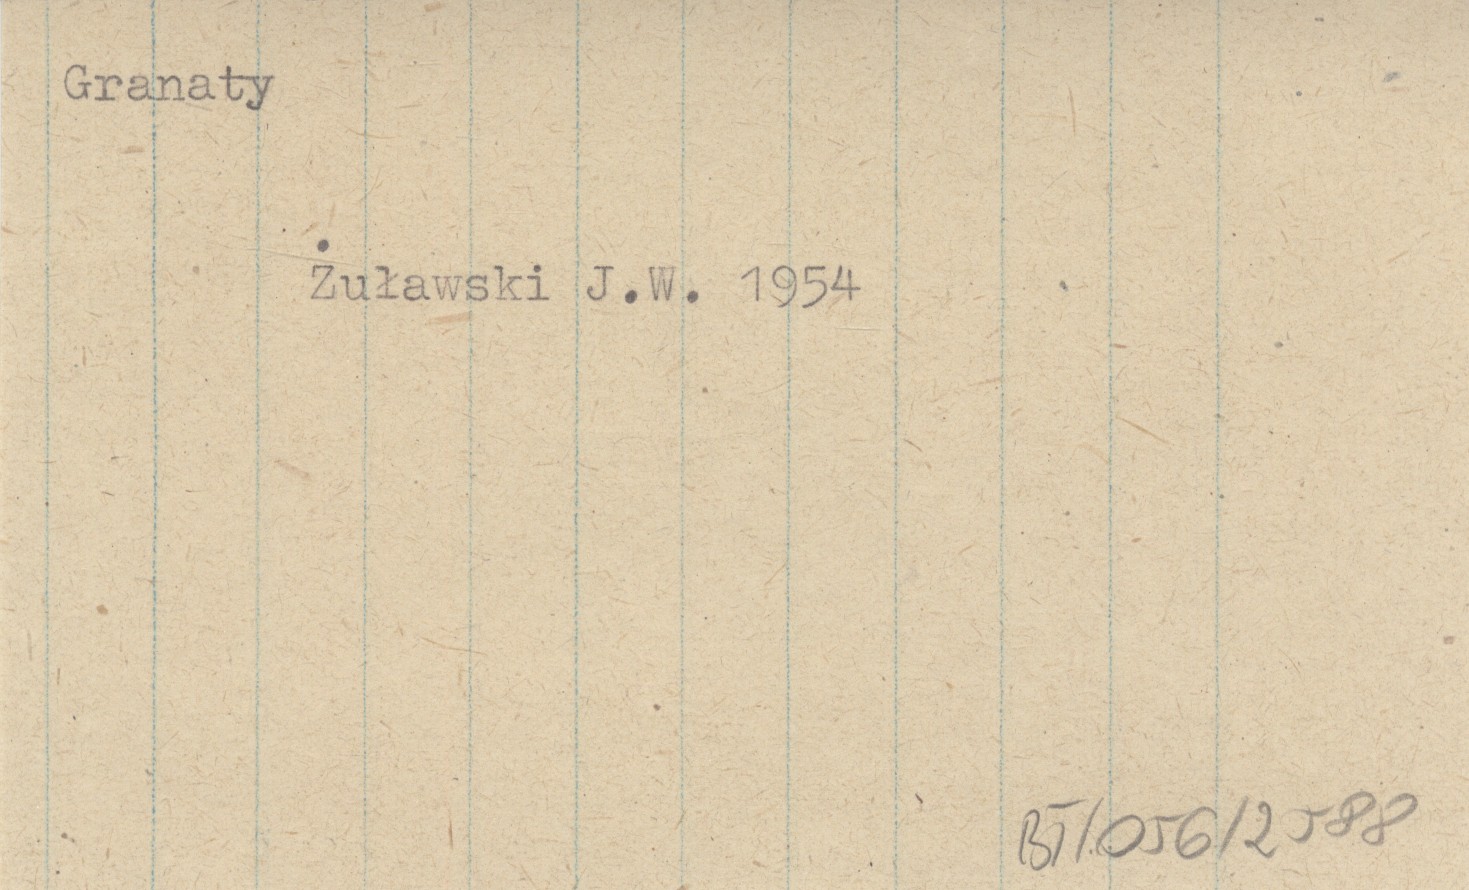 Granaty
Żuławski J.W. 1954
BT/056/2588